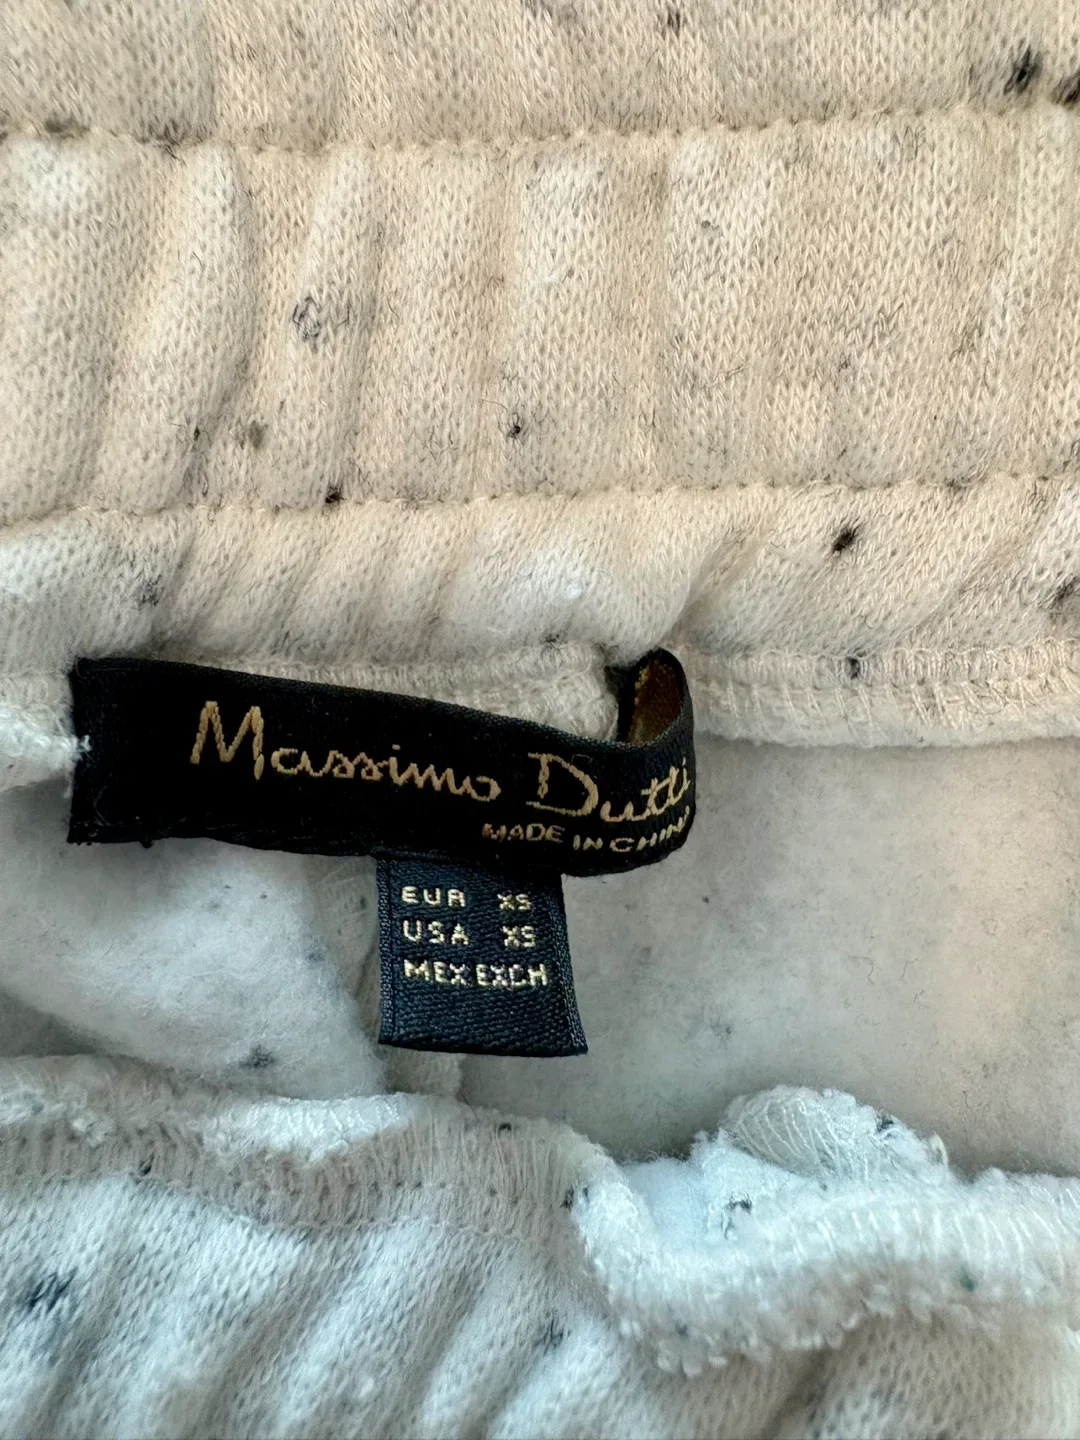 Massimo Dutti
MADE IN CHINA
EUR XS
USA XS
MEX EXCH